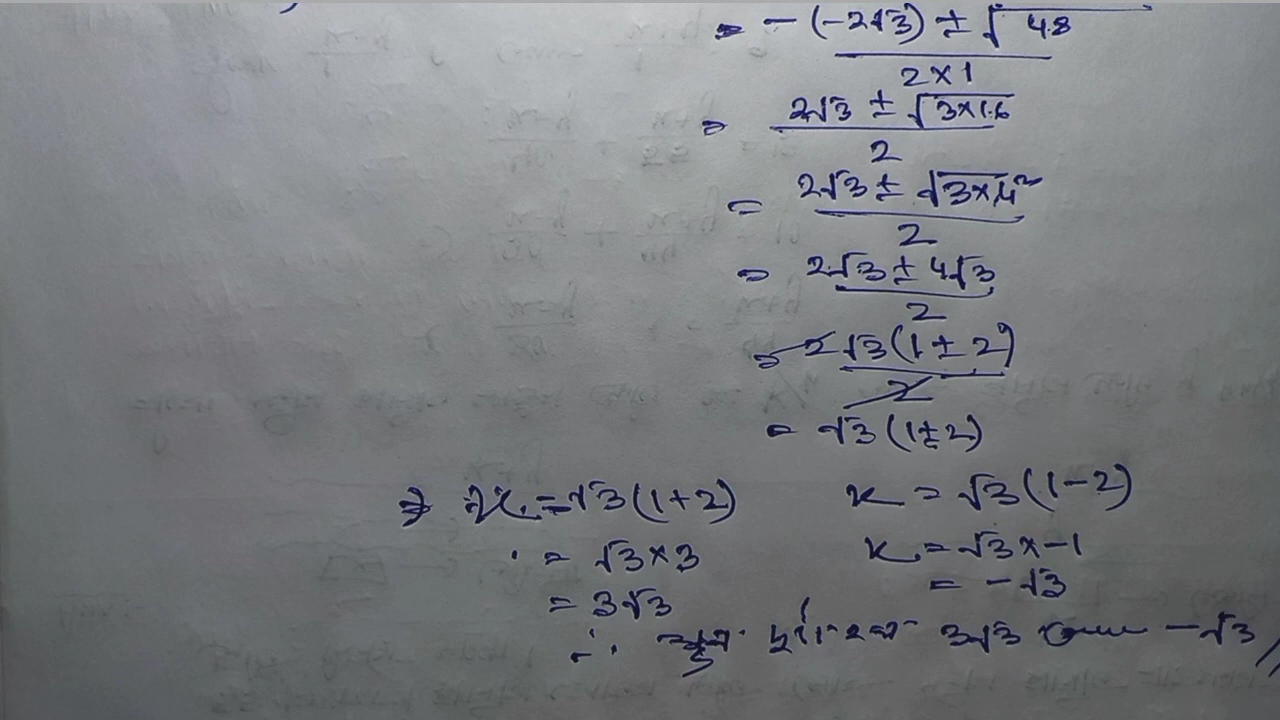 = -(-2√3) ± √48
2×1
= 2√3 ± √3×16
2
= 2√3 ± √3×4²
2
= 2√3 ± 4√3
2
= 2√3(1±2)
2
= √3(1±2)
⇒ x = √3(1+2) x = √3(1-2)
= √3×3 x = √3×-1
= 3√3 = -√3
∴ 3√3 -√3 //